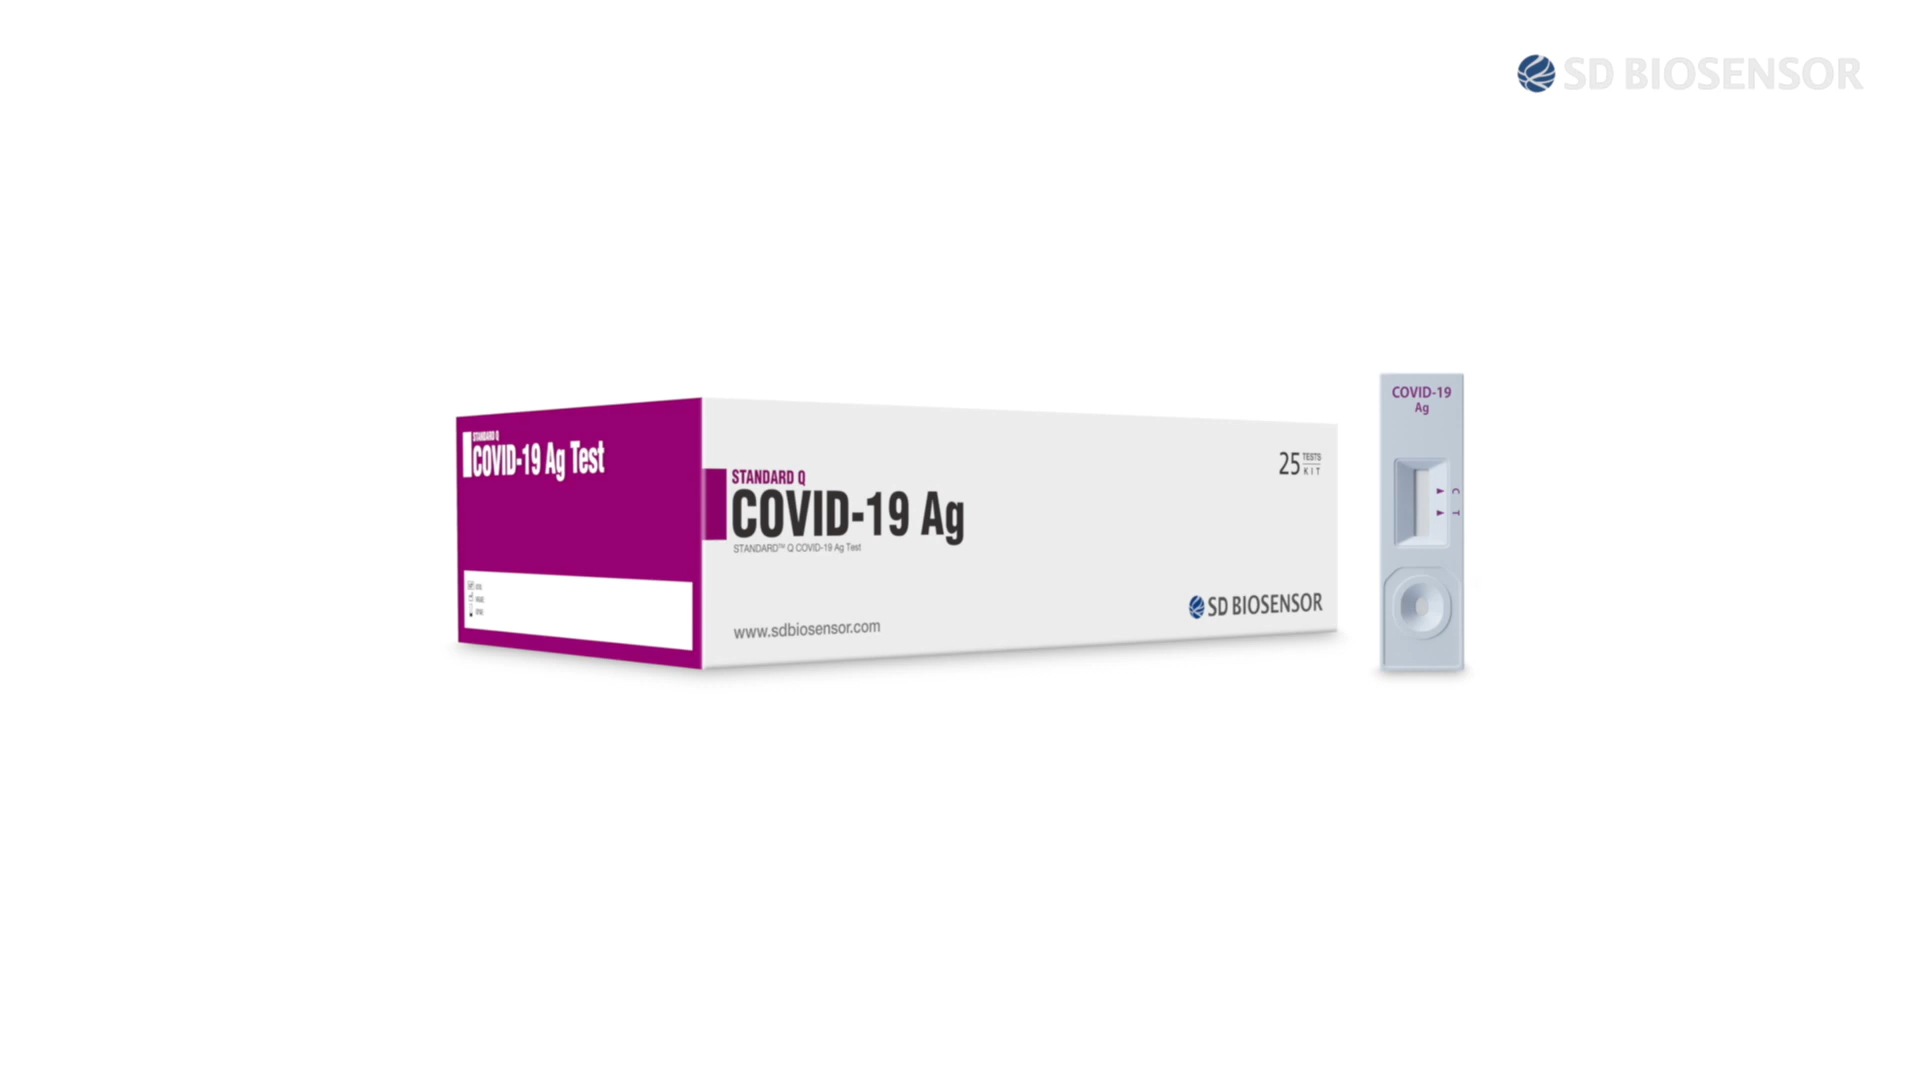 SD BIOSENSOR
STANDARD Q
COVID-19 Ag Test
STANDARD Q
COVID-19 Ag
STANDARD™ Q COVID-19 Ag Test
www.sdbiosensor.com
25 TESTS
KIT
SD BIOSENSOR
COVID-19
Ag
C
T